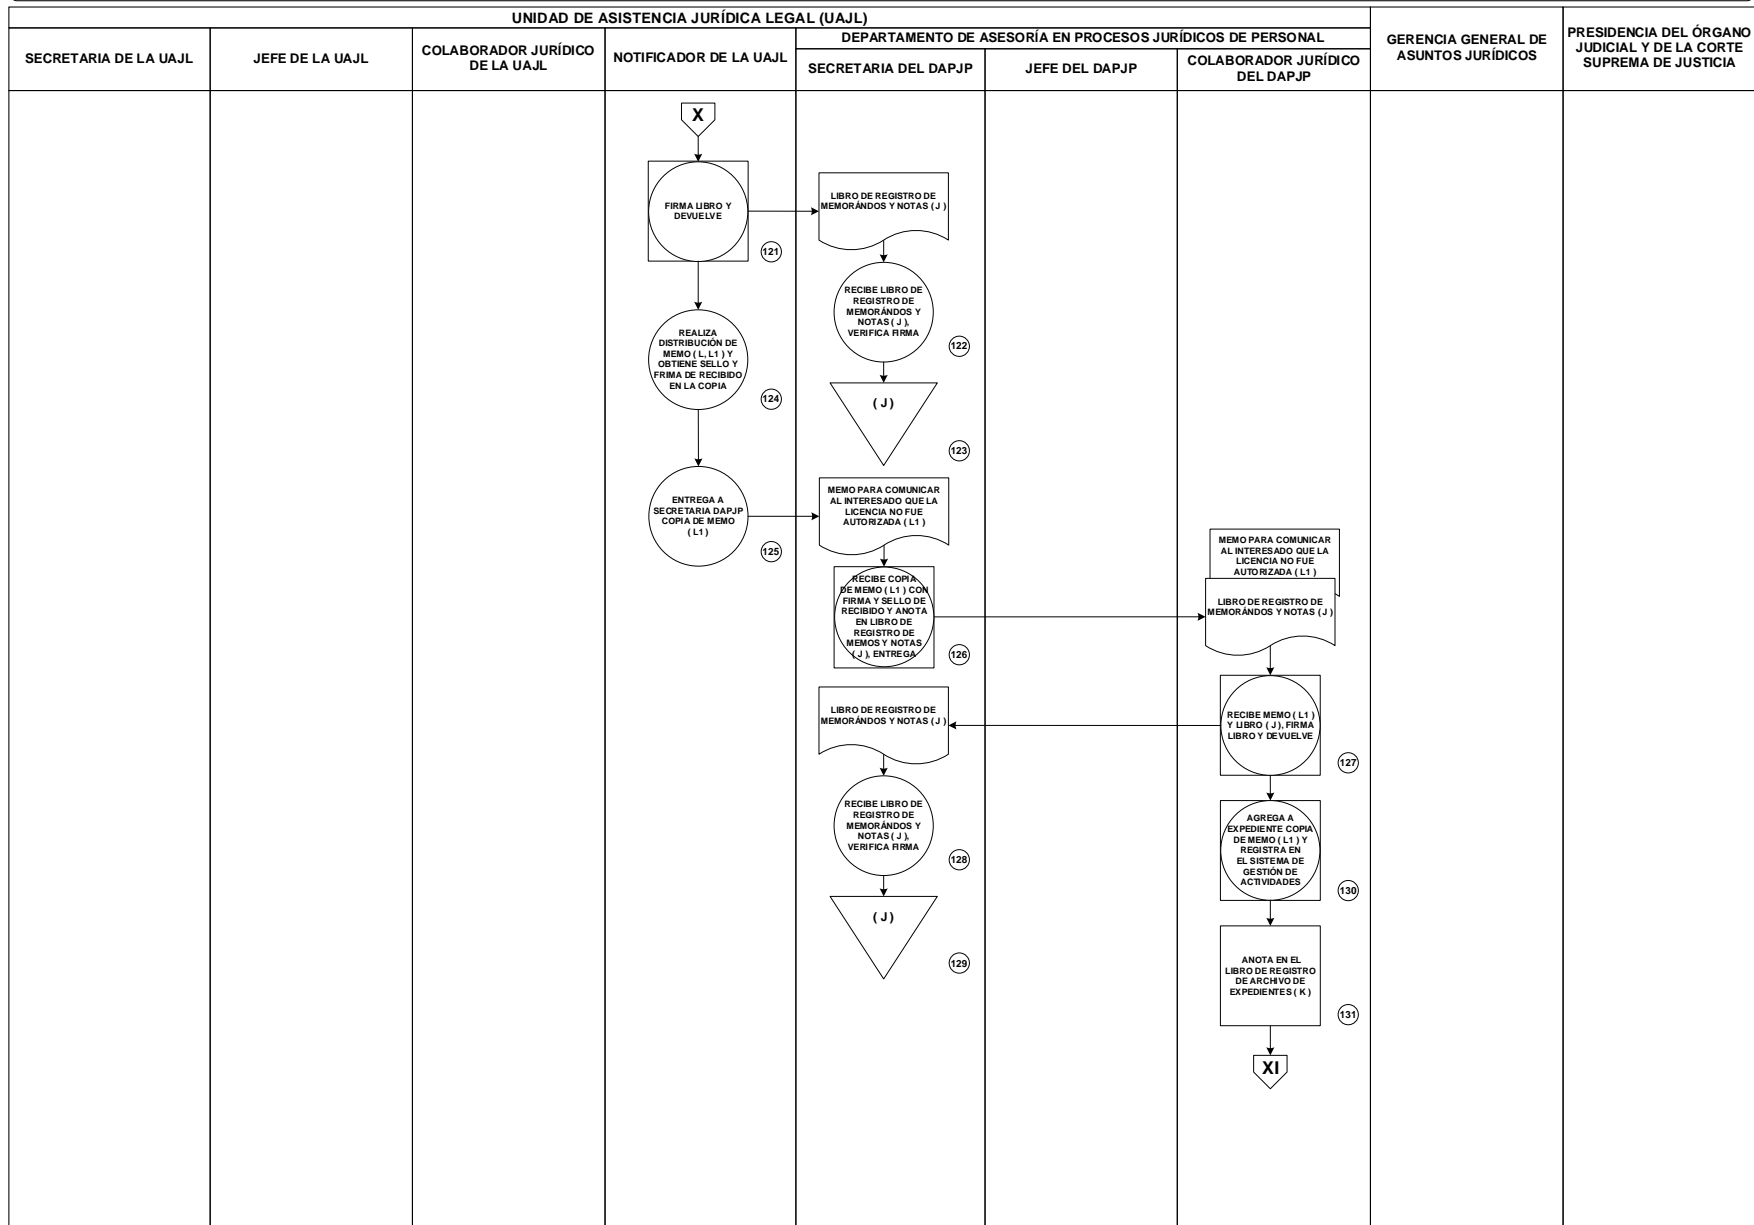 UNIDAD DE ASISTENCIA JURÍDICA LEGAL (UAJL)
SECRETARIA DE LA UAJL
JEFE DE LA UAJL
COLABORADOR JURÍDICO
DE LA UAJL
NOTIFICADOR DE LA UAJL
DEPARTAMENTO DE ASESORÍA EN PROCESOS JURÍDICOS DE PERSONAL
SECRETARIA DEL DAPJP
JEFE DEL DAPJP
COLABORADOR JURÍDICO
DEL DAPJP
GERENCIA GENERAL DE
ASUNTOS JURÍDICOS
PRESIDENCIA DEL ÓRGANO
JUDICIAL Y DE LA CORTE
SUPREMA DE JUSTICIA
X
FIRMA LIBRO Y
DEVUELVE
121
LIBRO DE REGISTRO DE
MEMORÁNDOS Y NOTAS ( J )
RECIBE LIBRO DE
REGISTRO DE
MEMORÁNDOS Y
NOTAS ( J ),
VERIFICA FIRMA
122
( J )
123
REALIZA
DISTRIBUCIÓN DE
MEMO ( L, L1 ) Y
OBTIENE SELLO Y
FRIMA DE RECIBIDO
EN LA COPIA
124
ENTREGA A
SECRETARIA DAPJP
COPIA DE MEMO
( L1 )
125
MEMO PARA COMUNICAR
AL INTERESADO QUE LA
LICENCIA NO FUE
AUTORIZADA ( L1 )
RECIBE COPIA
DE MEMO ( L1 ) CON
FIRMA Y SELLO DE
RECIBIDO Y ANOTA
EN LIBRO DE
REGISTRO DE
MEMOS Y NOTAS
( J ), ENTREGA
126
MEMO PARA COMUNICAR
AL INTERESADO QUE LA
LICENCIA NO FUE
AUTORIZADA ( L1 )
LIBRO DE REGISTRO DE
MEMORÁNDOS Y NOTAS ( J )
RECIBE MEMO ( L1 )
Y LIBRO ( J ), FIRMA
LIBRO Y DEVUELVE
127
LIBRO DE REGISTRO DE
MEMORÁNDOS Y NOTAS ( J )
RECIBE LIBRO DE
REGISTRO DE
MEMORÁNDOS Y
NOTAS ( J ),
VERIFICA FIRMA
128
( J )
129
AGREGA A
EXPEDIENTE COPIA
DE MEMO ( L1 ) Y
REGISTRA EN
EL SISTEMA DE
GESTIÓN DE
ACTIVIDADES
130
ANOTA EN EL
LIBRO DE REGISTRO
DE ARCHIVO DE
EXPEDIENTES ( K )
131
XI